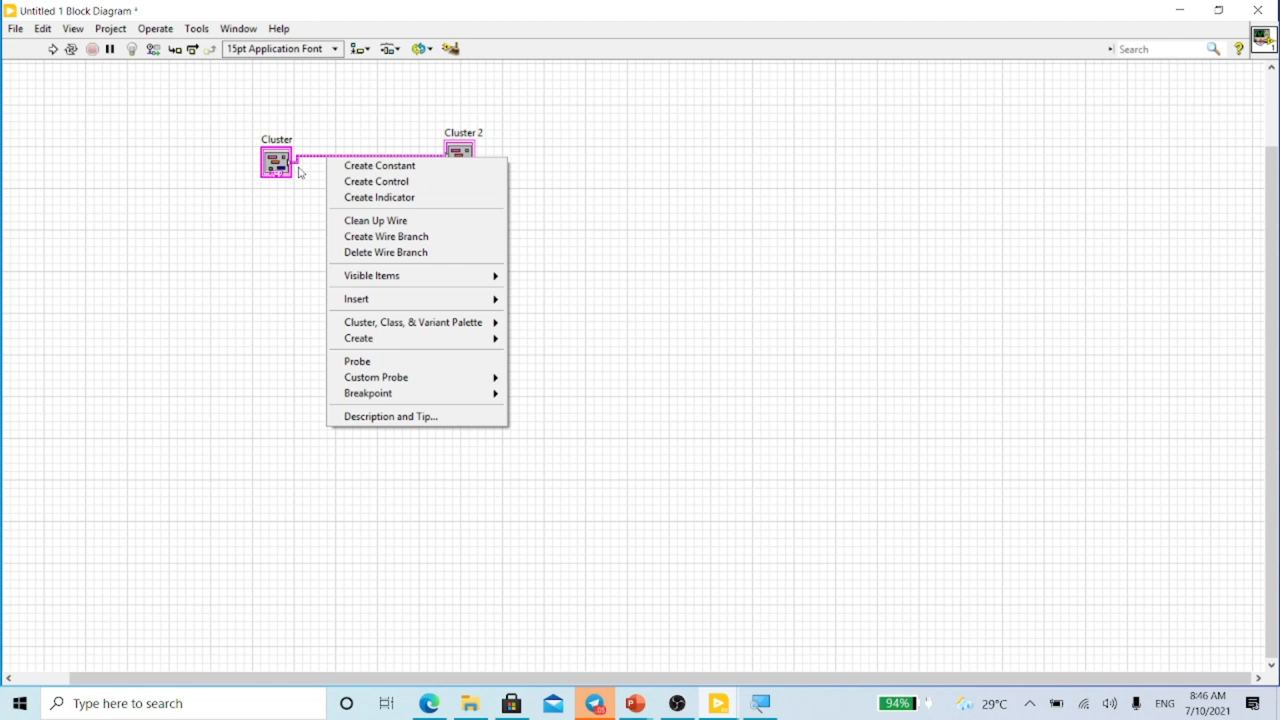 Untitled 1 Block Diagram *
File Edit View Project Operate Tools Window Help
15pt Application Font
Search
?
1
Cluster
Cluster 2
Create Constant
Create Control
Create Indicator
Clean Up Wire
Create Wire Branch
Delete Wire Branch
Visible Items
Insert
Cluster, Class, & Variant Palette
Create
Probe
Custom Probe
Breakpoint
Description and Tip...
Type here to search
94%
29°C
ENG
8:46 AM
7/10/2021